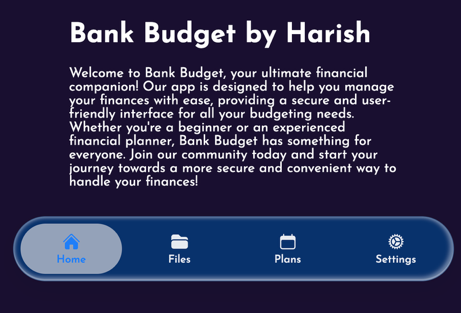 Bank Budget by Harish
Welcome to Bank Budget, your ultimate financial
companion! Our app is designed to help you manage
your finances with ease, providing a secure and user-
friendly interface for all your budgeting needs.
Whether you're a beginner or an experienced
financial planner, Bank Budget has something for
everyone. Join our community today and start your
journey towards a more secure and convenient way to
handle your finances!
Home Files Plans Settings